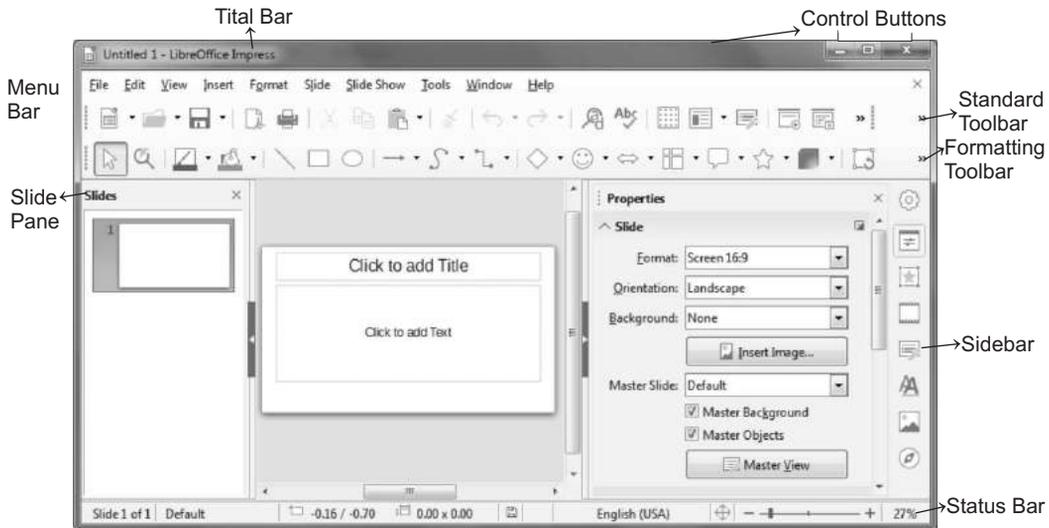 Tital Bar
Control Buttons
Untitled 1 - LibreOffice Impress
Menu Bar
File Edit View Insert Format Slide Slide Show Tools Window Help
Abc
Standard Toolbar
Formatting Toolbar
Slide Pane
Slides
1
Click to add Title
Click to add Text
Properties
Slide
Format: Screen 16:9
Orientation: Landscape
Background: None
Insert Image...
Master Slide: Default
Master Background
Master Objects
Master View
Sidebar
Slide 1 of 1 Default -0.16 / -0.70 0.00 x 0.00 English (USA) 27%
Status Bar